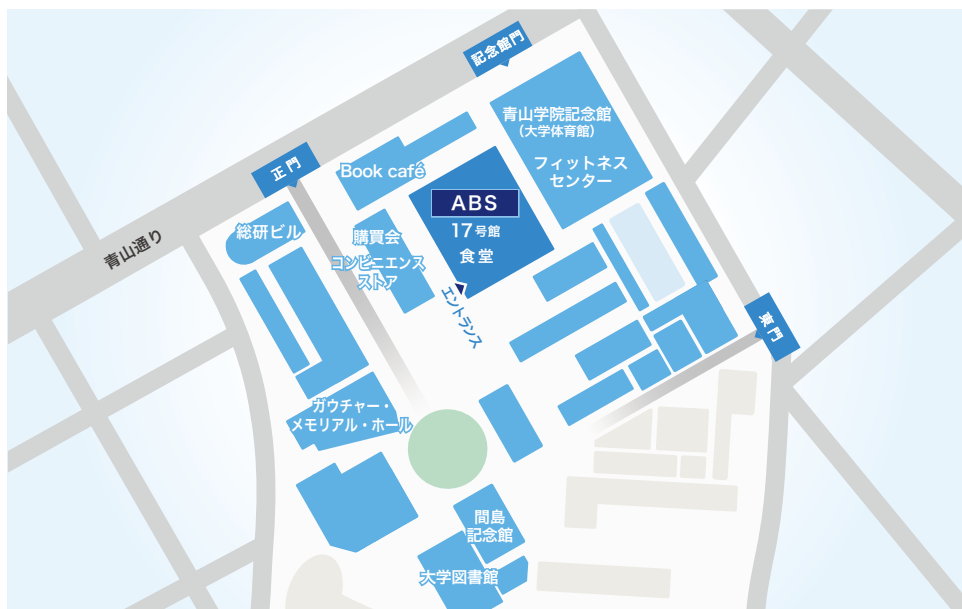 記念館門
青山学院記念館
(大学体育館)
フィットネス
センター
正門
Book café
ABS
17号館
食堂
エントランス
総研ビル
購買会
コンビニエンス
ストア
青山通り
東門
ガウチャー・
メモリアル・ホール
間島
記念館
大学図書館